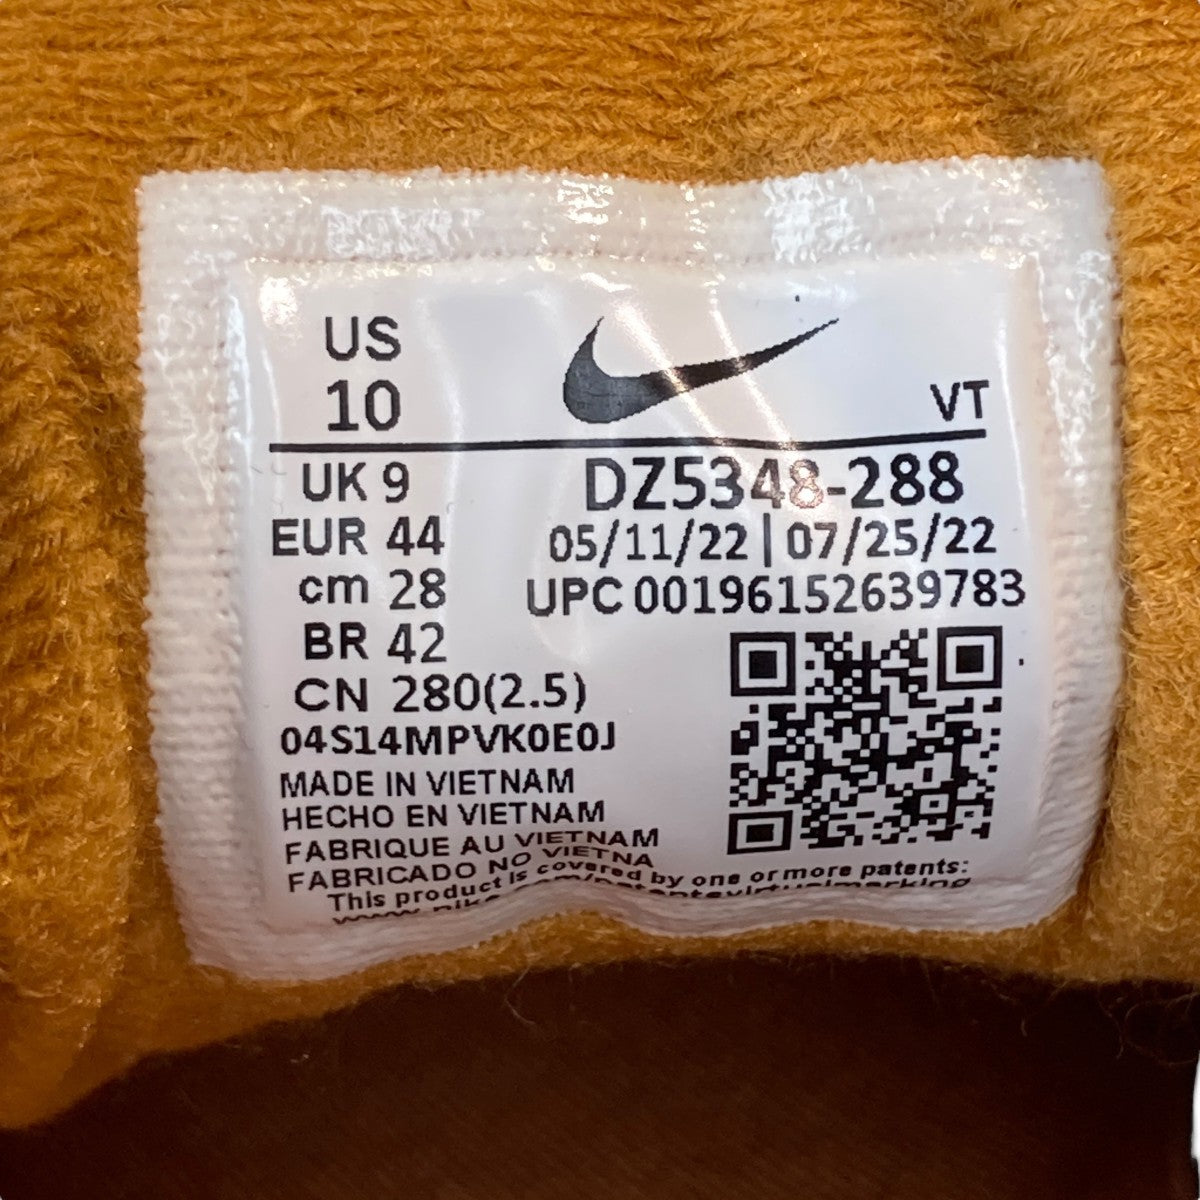 US
10
VT
UK 9
DZ5348-288
EUR 44
05/11/22 | 07/25/22
cm 28
UPC 00196152639783
BR 42
CN 280(2.5)
04S14MPVK0E0J
MADE IN VIETNAM
HECHO EN VIETNAM
FABRIQUE AU VIETNAM
FABRICADO NO VIETNA
This product is covered by one or more patents: